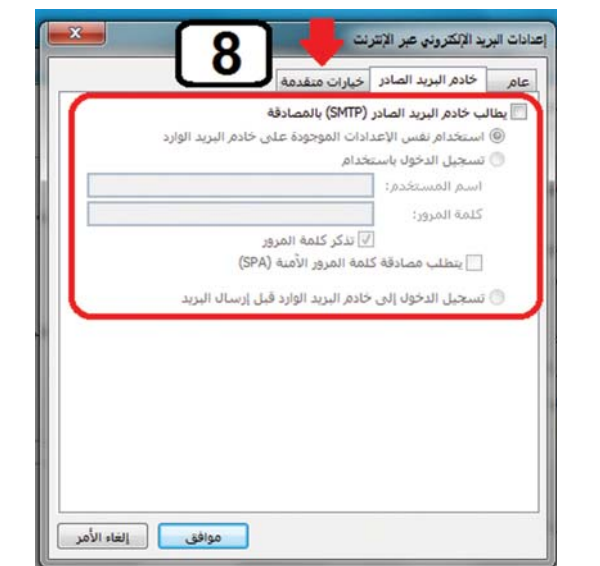 إعدادات البريد الإلكتروني عبر الإنترنت
8
عام خادم البريد الصادر خيارات متقدمة
يطالب خادم البريد الصادر (SMTP) بالمصادقة
استخدام نفس الإعدادات الموجودة على خادم البريد الوارد
تسجيل الدخول باستخدام
اسم المستخدم:
كلمة المرور:
تذكر كلمة المرور
يتطلب مصادقة كلمة المرور الآمنة (SPA)
تسجيل الدخول إلى خادم البريد الوارد قبل إرسال البريد
موافق إلغاء الأمر